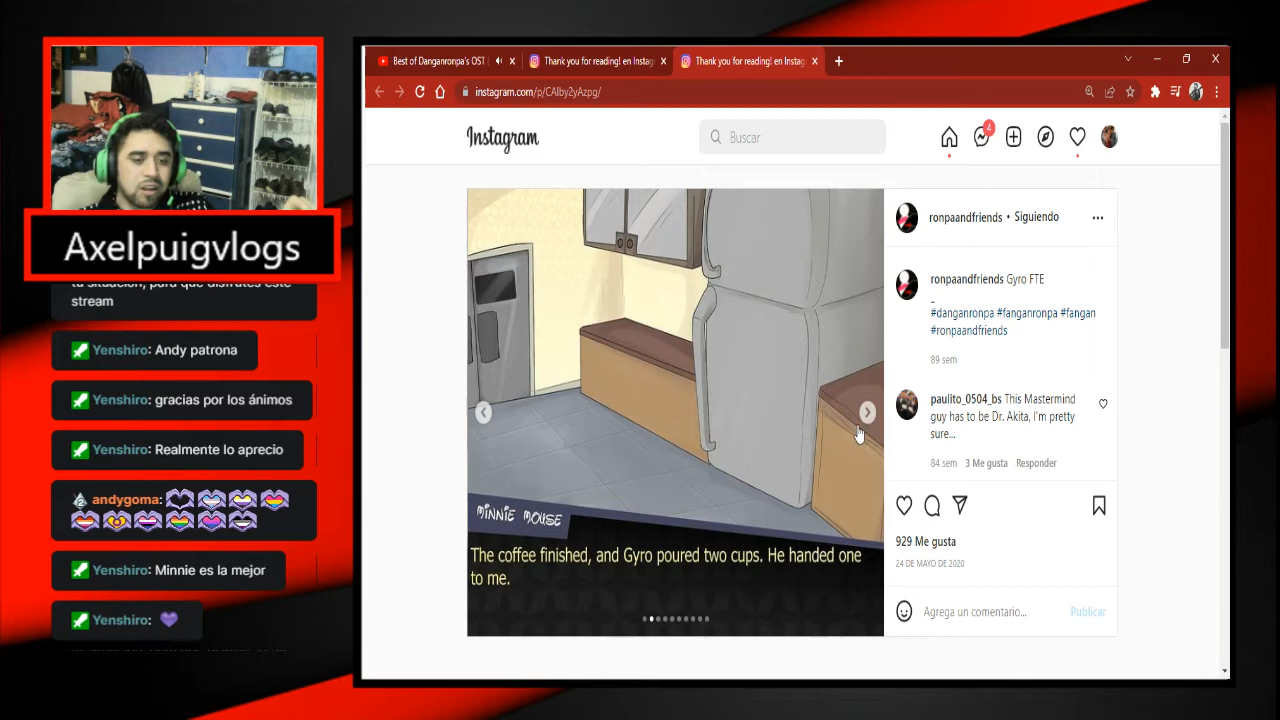 Axelpuigvlogs
tu situación, para que disfrutes este
stream
Yenshiro: Andy patrona
Yenshiro: gracias por los ánimos
Yenshiro: Realmente lo aprecio
andygoma:
Yenshiro: Minnie es la mejor
Yenshiro:
Best of Danganronpa's OST
Thank you for reading! en Instag
Thank you for reading! en Instag
instagram.com/p/CAlby2yAzpg/
Instagram
Buscar
4
MINNIE MOUSE
The coffee finished, and Gyro poured two cups. He handed one
to me.
ronpaandfriends • Siguiendo
ronpaandfriends Gyro FTE
_
#danganronpa #fanganronpa #fangan
#ronpaandfriends
89 sem
paulito_0504_bs This Mastermind
guy has to be Dr. Akita, I'm pretty
sure...
84 sem 3 Me gusta Responder
929 Me gusta
24 DE MAYO DE 2020
Agrega un comentario... Publicar